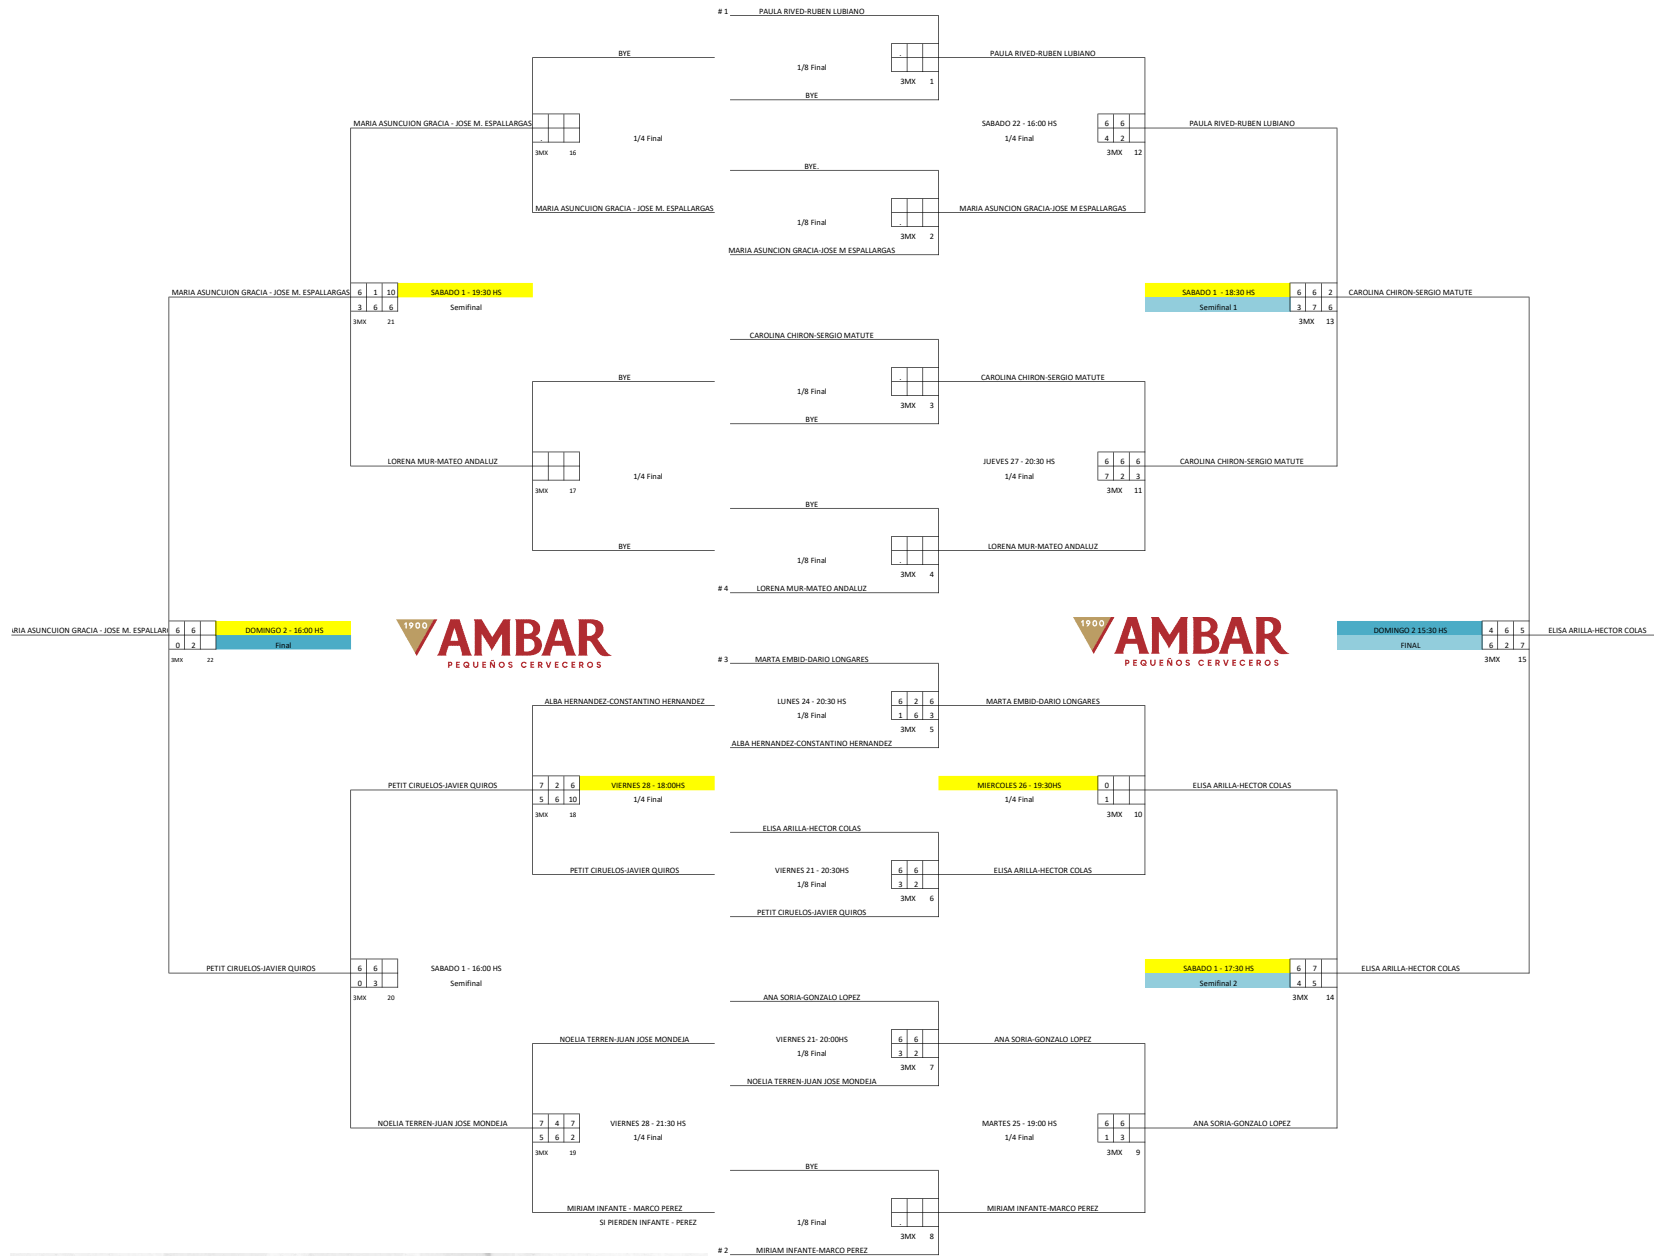 # 1 PAULA RIVED-RUBEN LUBIANO
BYE PAULA RIVED-RUBEN LUBIANO
.
1/8 Final
3MX 1
BYE
MARIA ASUNCUION GRACIA - JOSE M. ESPALLARGAS SABADO 22 - 16:00 HS 6 6 PAULA RIVED-RUBEN LUBIANO
. 1/4 Final 1/4 Final 4 2
3MX 16 3MX 12
BYE.
MARIA ASUNCUION GRACIA - JOSE M. ESPALLARGAS MARIA ASUNCION GRACIA-JOSE M ESPALLARGAS
1/8 Final .
3MX 2
MARIA ASUNCION GRACIA-JOSE M ESPALLARGAS
MARIA ASUNCUION GRACIA - JOSE M. ESPALLARGAS 6 1 10 SABADO 1 - 19:30 HS SABADO 1 - 18:30 HS 6 6 2 CAROLINA CHIRON-SERGIO MATUTE
3 6 6 Semifinal Semifinal 1 3 7 6
3MX 21 3MX 13
CAROLINA CHIRON-SERGIO MATUTE
BYE . CAROLINA CHIRON-SERGIO MATUTE
1/8 Final
3MX 3
BYE
LORENA MUR-MATEO ANDALUZ JUEVES 27 - 20:30 HS 6 6 6 CAROLINA CHIRON-SERGIO MATUTE
1/4 Final 1/4 Final 7 2 3
3MX 17 3MX 11
BYE
BYE LORENA MUR-MATEO ANDALUZ
1/8 Final .
3MX 4
# 4 LORENA MUR-MATEO ANDALUZ
ASUNCUION GRACIA - JOSE M. 6 6 DOMINGO 2 - 16:00 HS 1900 AMBAR 1900 AMBAR DOMINGO 2 15:30 HS 4 6 5 ELISA ARILLA-HECTOR COLAS
0 2 Final FINAL 6 2 7
3MX 22 PEQUEÑOS CERVECEROS PEQUEÑOS CERVECEROS 3MX 15
# 3 MARTA EMBID-DARIO LONGARES
ALBA HERNANDEZ-CONSTANTINO HERNANDEZ LUNES 24 - 20:30 HS 6 2 6 MARTA EMBID-DARIO LONGARES
1/8 Final 1 6 3
3MX 5
ALBA HERNANDEZ-CONSTANTINO HERNANDEZ
PETIT CIRUELOS-JAVIER QUIROS 7 2 6 VIERNES 28 - 18:00HS MIERCOLES 26 - 19:30HS 0 ELISA ARILLA-HECTOR COLAS
5 6 10 1/4 Final 1/4 Final 1
3MX 18 3MX 10
ELISA ARILLA-HECTOR COLAS
PETIT CIRUELOS-JAVIER QUIROS VIERNES 21 - 20:30HS 6 6 ELISA ARILLA-HECTOR COLAS
1/8 Final 3 2
3MX 6
PETIT CIRUELOS-JAVIER QUIROS
PETIT CIRUELOS-JAVIER QUIROS 6 6 SABADO 1 - 16:00 HS SABADO 1 - 17:30 HS 6 7 ELISA ARILLA-HECTOR COLAS
0 3 Semifinal Semifinal 2 4 5
3MX 20 3MX 14
ANA SORIA-GONZALO LOPEZ
NOELIA TERREN-JUAN JOSE MONDEJA VIERNES 21- 20:00HS 6 6 ANA SORIA-GONZALO LOPEZ
1/8 Final 3 2
3MX 7
NOELIA TERREN-JUAN JOSE MONDEJA
NOELIA TERREN-JUAN JOSE MONDEJA 7 4 7 VIERNES 28 - 21:30 HS MARTES 25 - 19:00 HS 6 6 ANA SORIA-GONZALO LOPEZ
5 6 2 1/4 Final 1/4 Final 1 3
3MX 19 3MX 9
BYE
MIRIAM INFANTE - MARCO PEREZ MIRIAM INFANTE-MARCO PEREZ
SI PIERDEN INFANTE - PEREZ 1/8 Final .
3MX 8
# 2 MIRIAM INFANTE-MARCO PEREZ